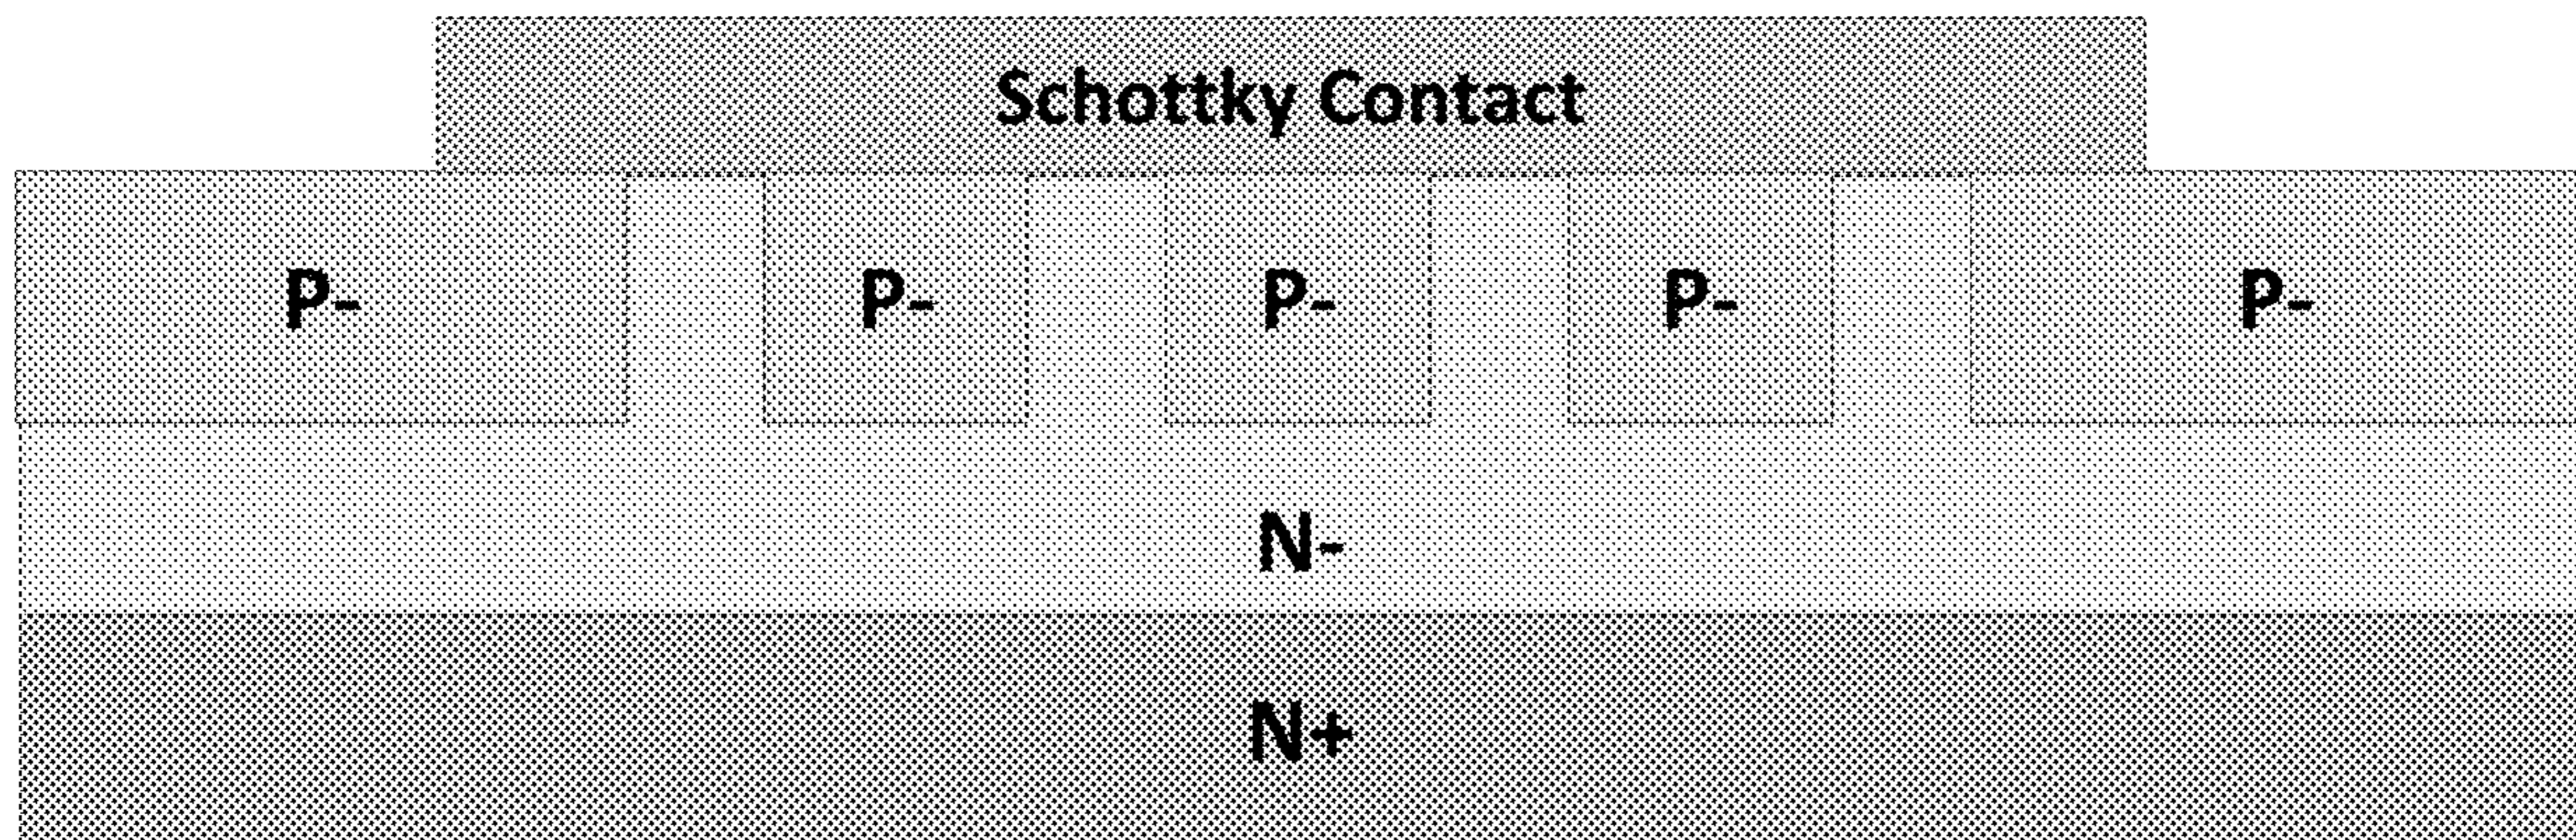 Schottky Contact
P- P- P- P- P-
N-
N+